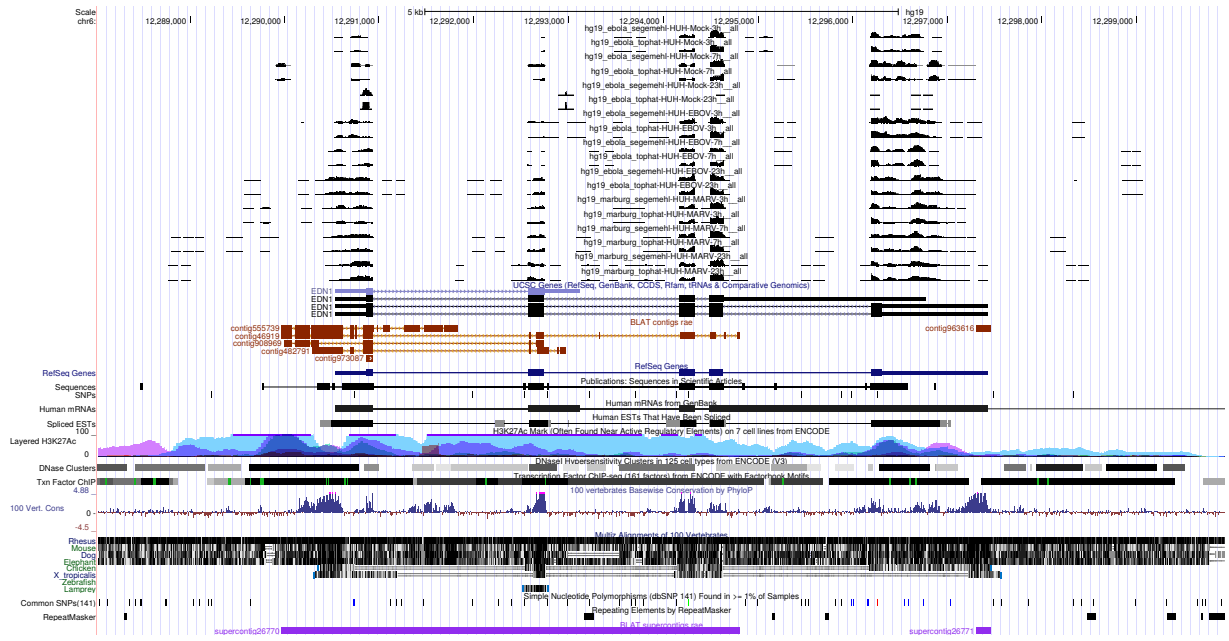 Scale 5 kb hg19
chr6: 12,289,000 12,290,000 12,291,000 12,292,000 12,293,000 12,294,000 12,295,000 12,296,000 12,297,000 12,298,000 12,299,000
hg19_ebola_segemehl-HUH-Mock-3h__all
hg19_ebola_tophat-HUH-Mock-3h__all
hg19_ebola_segemehl-HUH-Mock-7h__all
hg19_ebola_tophat-HUH-Mock-7h__all
hg19_ebola_segemehl-HUH-Mock-23h__all
hg19_ebola_tophat-HUH-Mock-23h__all
hg19_ebola_segemehl-HUH-EBOV-3h__all
hg19_ebola_tophat-HUH-EBOV-3h__all
hg19_ebola_segemehl-HUH-EBOV-7h__all
hg19_ebola_tophat-HUH-EBOV-7h__all
hg19_ebola_segemehl-HUH-EBOV-23h__all
hg19_ebola_tophat-HUH-EBOV-23h__all
hg19_marburg_segemehl-HUH-MARV-3h__all
hg19_marburg_tophat-HUH-MARV-3h__all
hg19_marburg_segemehl-HUH-MARV-7h__all
hg19_marburg_tophat-HUH-MARV-7h__all
hg19_marburg_segemehl-HUH-MARV-23h__all
hg19_marburg_tophat-HUH-MARV-23h__all
UCSC Genes (RefSeq, GenBank, CCDS, Rfam, tRNAs & Comparative Genomics)
EDN1
EDN1
EDN1
EDN1
BLAT contigs rae
contig555739 contig963616
contig46919
contig908969
contig482791
contig973087
RefSeq Genes
RefSeq Genes
Publications: Sequences in Scientific Articles
Sequences
SNPs
Human mRNAs from GenBank
Human mRNAs
Human ESTs That Have Been Spliced
Spliced ESTs
H3K27Ac Mark (Often Found Near Active Regulatory Elements) on 7 cell lines from ENCODE
100
Layered H3K27Ac
0
DNaseI Hypersensitivity Clusters in 125 cell types from ENCODE (V3)
DNase Clusters
Transcription Factor ChIP-seq (161 factors) from ENCODE with Factorbook Motifs
Txn Factor ChIP
100 vertebrates Basewise Conservation by PhyloP
4.88
100 Vert. Cons
0
-4.5
Multiz Alignments of 100 Vertebrates
Rhesus
Mouse
Dog
Elephant
Chicken
X_tropicalis
Zebrafish
Lamprey
Simple Nucleotide Polymorphisms (dbSNP 141) Found in >= 1% of Samples
Common SNPs(141)
Repeating Elements by RepeatMasker
RepeatMasker
BLAT supercontigs rae
supercontig26770 supercontig26771